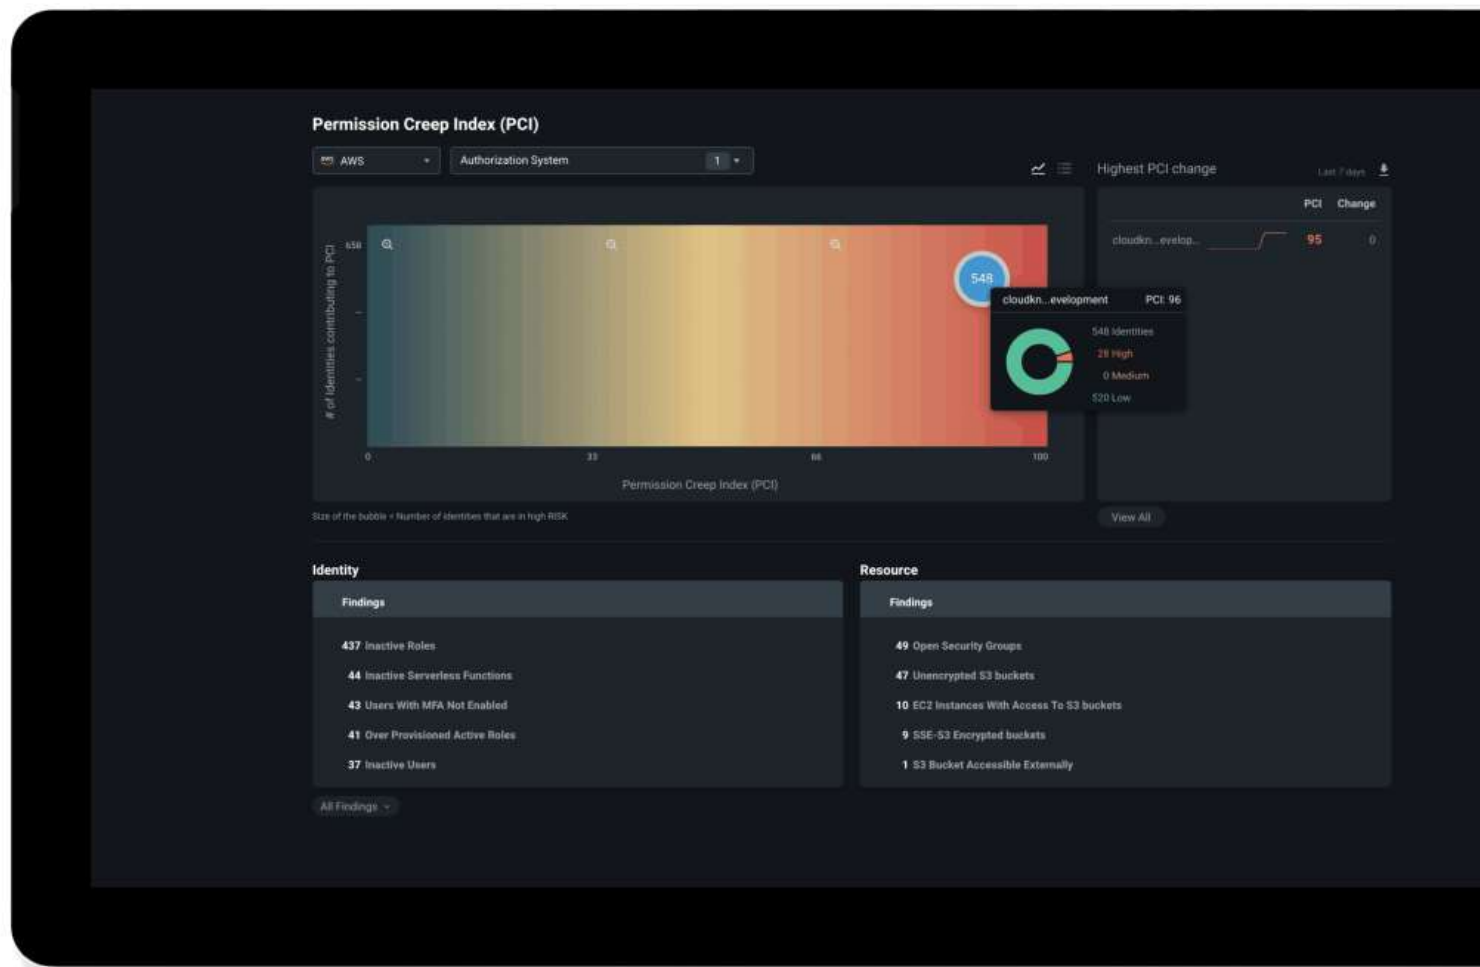 Permission Creep Index (PCI)
aws AWS
Authorization System 1
Highest PCI change Last 7 days
PCI Change
cloudkn...evelop... 95 0
658
# of Identities contributing to PCI
548
cloudkn...evelopment PCI: 96
548 Identities
28 High
0 Medium
520 Low
0 33 66 100
Permission Creep Index (PCI)
Size of the bubble = Number of identities that are in high RISK
View All
Identity
Findings
437 Inactive Roles
44 Inactive Serverless Functions
43 Users With MFA Not Enabled
41 Over Provisioned Active Roles
37 Inactive Users
All Findings
Resource
Findings
49 Open Security Groups
47 Unencrypted S3 buckets
10 EC2 Instances With Access To S3 buckets
9 SSE-S3 Encrypted buckets
1 S3 Bucket Accessible Externally